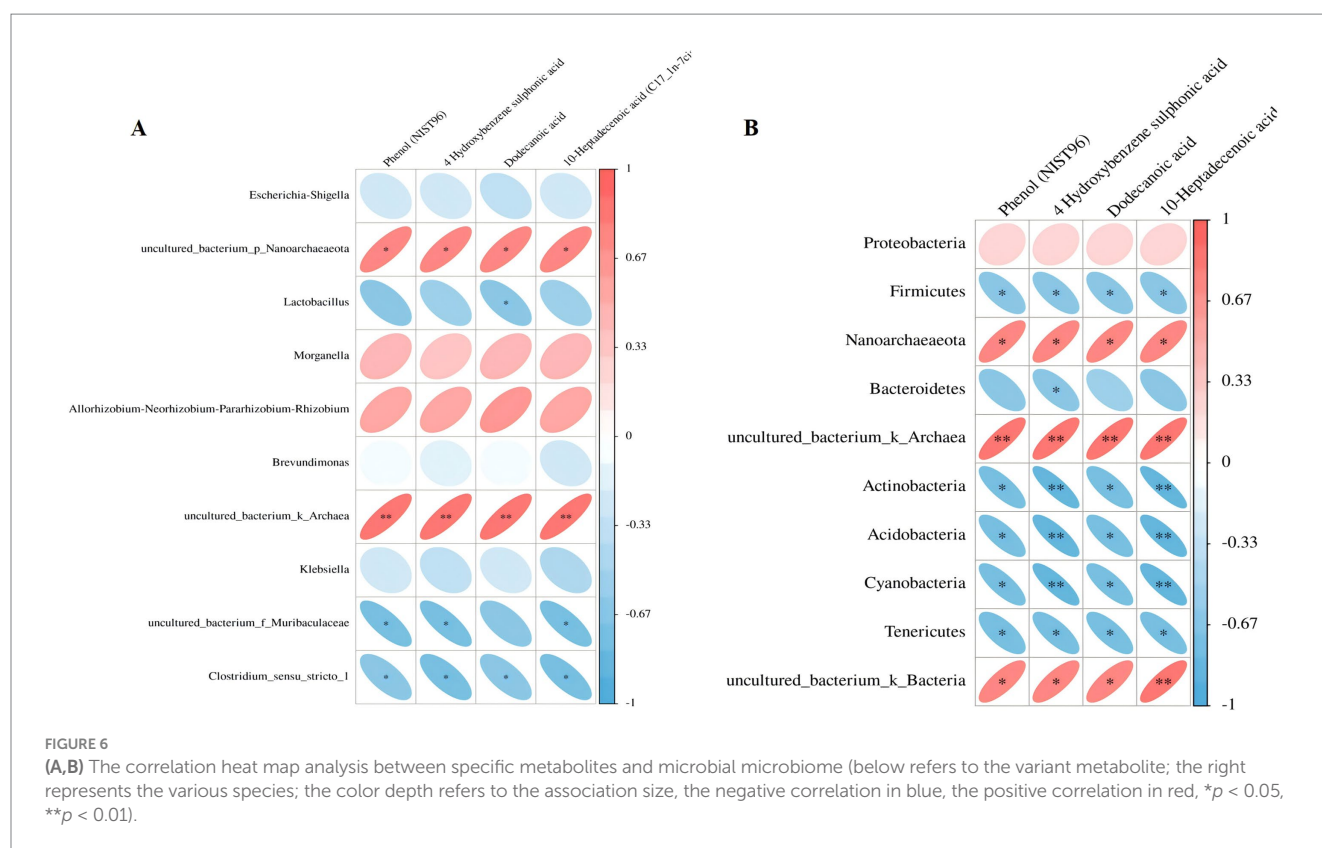 A
Phenol (NIST96)
4 Hydroxybenzene sulphonic acid
Dodecanoic acid
10-Heptadecenoic acid (C17_1n-7ci
Escherichia-Shigella
uncultured_bacterium_p_Nanoarchaeaeota
* * * *
Lactobacillus
*
Morganella
Allorhizobium-Neorhizobium-Pararhizobium-Rhizobium
Brevundimonas
uncultured_bacterium_k_Archaea
** ** ** **
Klebsiella
uncultured_bacterium_f_Muribaculaceae
* * *
Clostridium_sensu_stricto_1
* * * *
1
0.67
0.33
0
-0.33
-0.67
-1
B
Phenol (NIST96)
4 Hydroxybenzene sulphonic acid
Dodecanoic acid
10-Heptadecenoic acid
Proteobacteria
Firmicutes
* * * *
Nanoarchaeaeota
* * * *
Bacteroidetes
*
uncultured_bacterium_k_Archaea
** ** ** **
Actinobacteria
* ** * **
Acidobacteria
* ** * **
Cyanobacteria
* ** * **
Tenericutes
* * * *
uncultured_bacterium_k_Bacteria
* * * **
1
0.67
0.33
0
-0.33
-0.67
-1
FIGURE 6
(A,B) The correlation heat map analysis between specific metabolites and microbial microbiome (below refers to the variant metabolite; the right
represents the various species; the color depth refers to the association size, the negative correlation in blue, the positive correlation in red, *p < 0.05,
**p < 0.01).